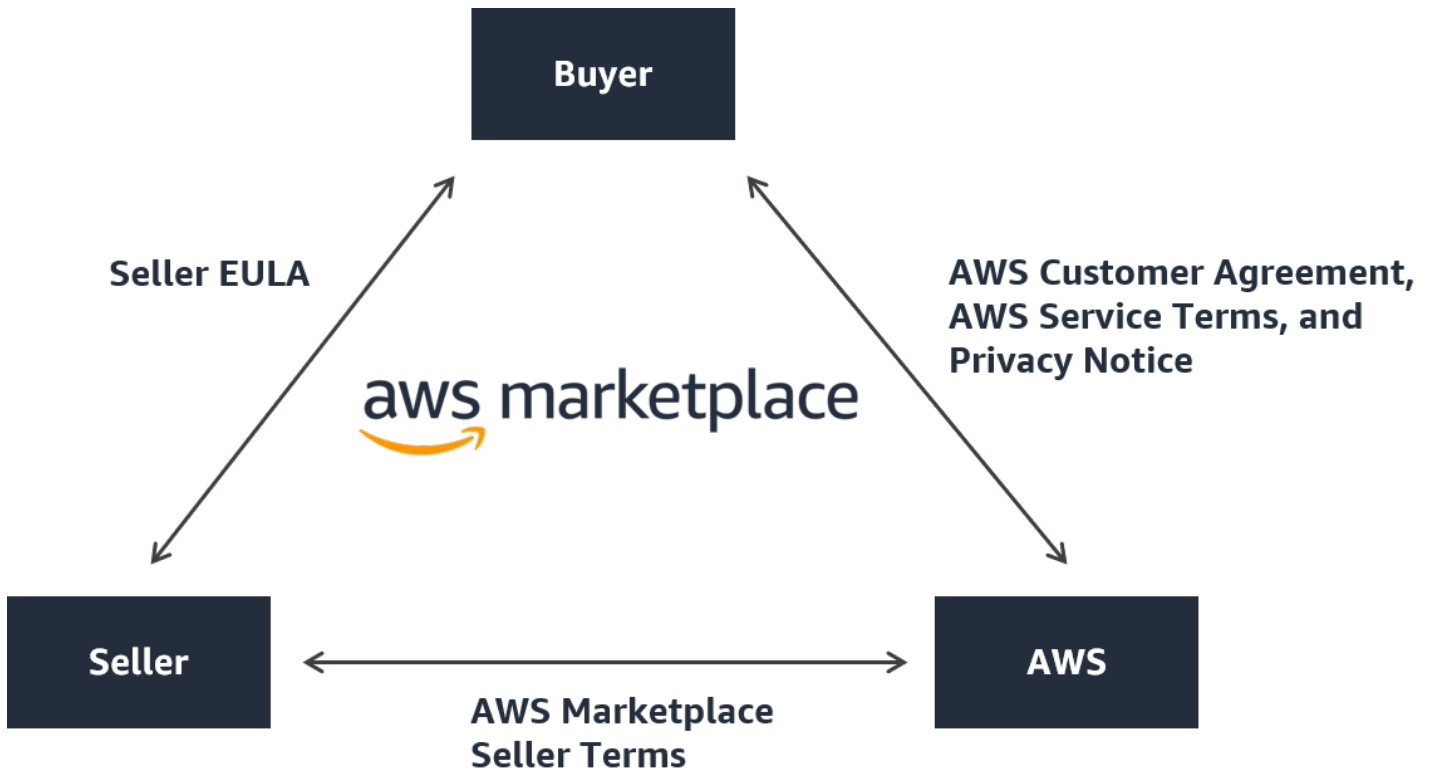 Buyer
Seller EULA
AWS Customer Agreement,
AWS Service Terms, and
Privacy Notice
aws marketplace
Seller
AWS
AWS Marketplace
Seller Terms